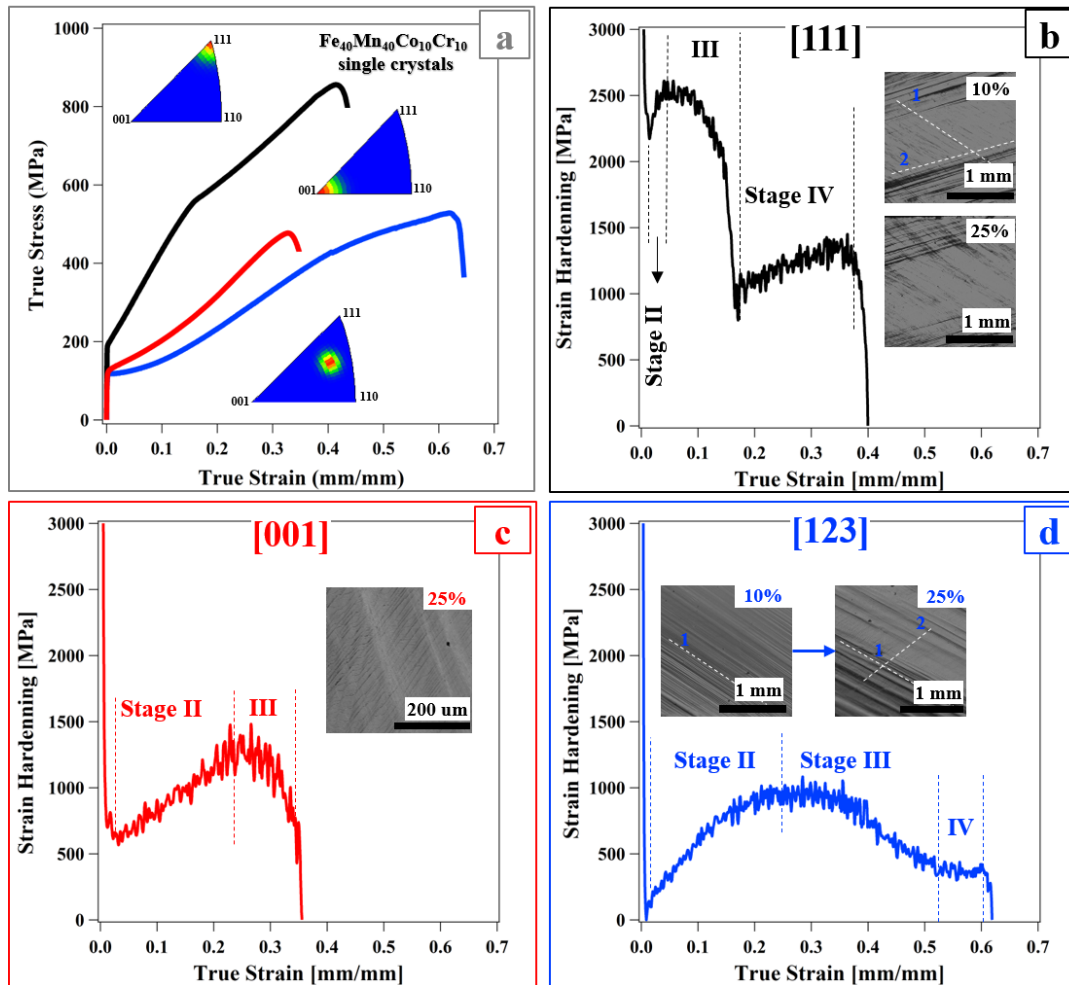 a
Fe40Mn40Co10Cr10
single crystals
111
001
110
111
001
110
111
001
110
1000
800
600
400
200
0
True Stress (MPa)
0.0 0.1 0.2 0.3 0.4 0.5 0.6 0.7
True Strain (mm/mm)
b
[111]
III
Stage II
Stage IV
10%
1
2
1 mm
25%
1 mm
3000
2500
2000
1500
1000
500
0
Strain Hardenning [MPa]
0.0 0.1 0.2 0.3 0.4 0.5 0.6 0.7
True Strain [mm/mm]
c
[001]
Stage II
III
25%
200 um
3000
2500
2000
1500
1000
500
0
Strain Hardenning [MPa]
0.0 0.1 0.2 0.3 0.4 0.5 0.6 0.7
True Strain [mm/mm]
d
[123]
10%
1
1 mm
25%
1
2
1 mm
Stage II
Stage III
IV
3000
2500
2000
1500
1000
500
0
Strain Hardening [MPa]
0.0 0.1 0.2 0.3 0.4 0.5 0.6 0.7
True Strain [mm/mm]